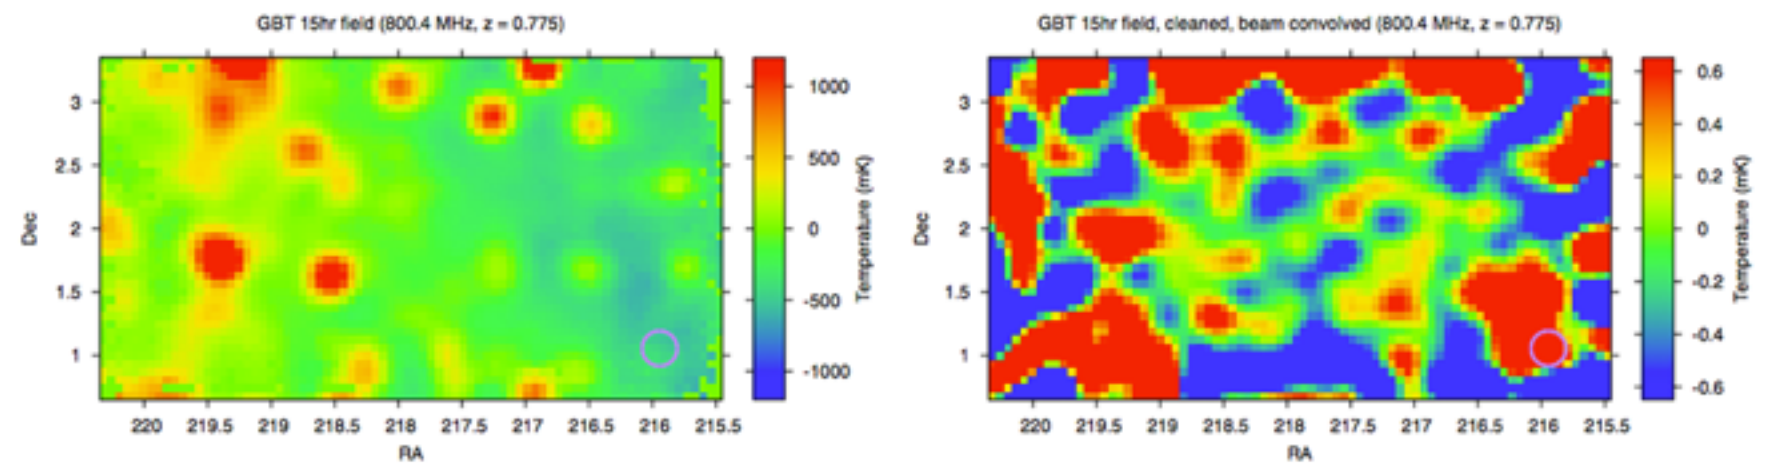 GBT 15hr field (800.4 MHz, z = 0.775)
3
2.5
2
1.5
1
Dec
220 219.5 219 218.5 218 217.5 217 216.5 216 215.5
RA
1000
500
0
-500
-1000
Temperature (mK)
GBT 15hr field, cleaned, beam convolved (800.4 MHz, z = 0.775)
3
2.5
2
1.5
1
Dec
220 219.5 219 218.5 218 217.5 217 216.5 216 215.5
RA
0.6
0.4
0.2
0
-0.2
-0.4
-0.6
Temperature (mK)